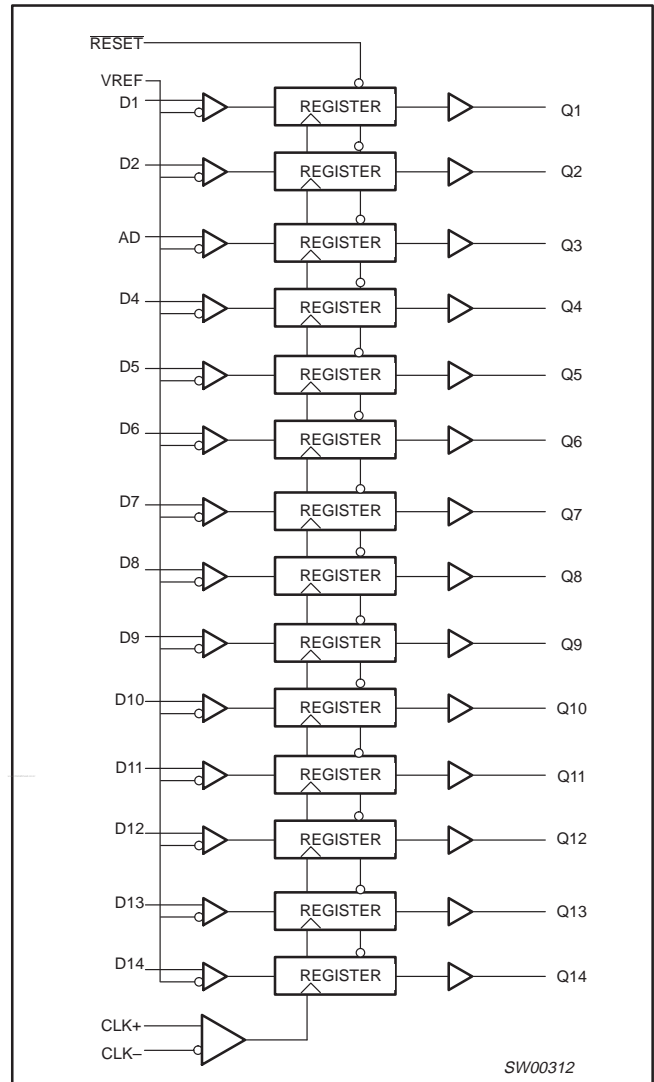 RESET
VREF
D1 REGISTER Q1
D2 REGISTER Q2
AD REGISTER Q3
D4 REGISTER Q4
D5 REGISTER Q5
D6 REGISTER Q6
D7 REGISTER Q7
D8 REGISTER Q8
D9 REGISTER Q9
D10 REGISTER Q10
D11 REGISTER Q11
D12 REGISTER Q12
D13 REGISTER Q13
D14 REGISTER Q14
CLK+
CLK–
SW00312